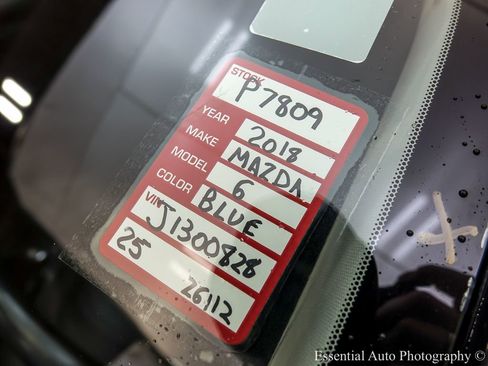 STOCK P7809
YEAR 2018
MAKE MAZDA
MODEL 6
COLOR BLUE
VIN J1300828
25 26112
Essential Auto Photography ©